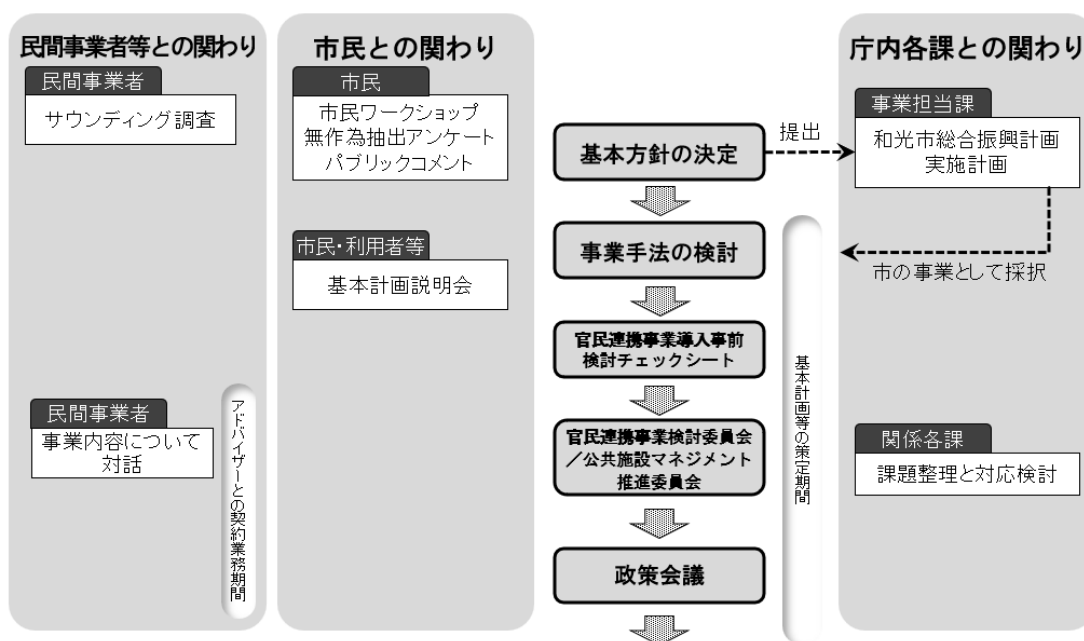 民間事業者等との関わり
民間事業者
サウンディング調査
民間事業者
事業内容について
対話
アドバイザーとの契約業務期間
市民との関わり
市民
市民ワークショップ
無作為抽出アンケート
パブリックコメント
市民・利用者等
基本計画説明会
基本方針の決定
提出
事業手法の検討
官民連携事業導入事前
検討チェックシート
官民連携事業検討委員会
／公共施設マネジメント
推進委員会
政策会議
基本計画等の策定期間
庁内各課との関わり
事業担当課
和光市総合振興計画
実施計画
市の事業として採択
関係各課
課題整理と対応検討